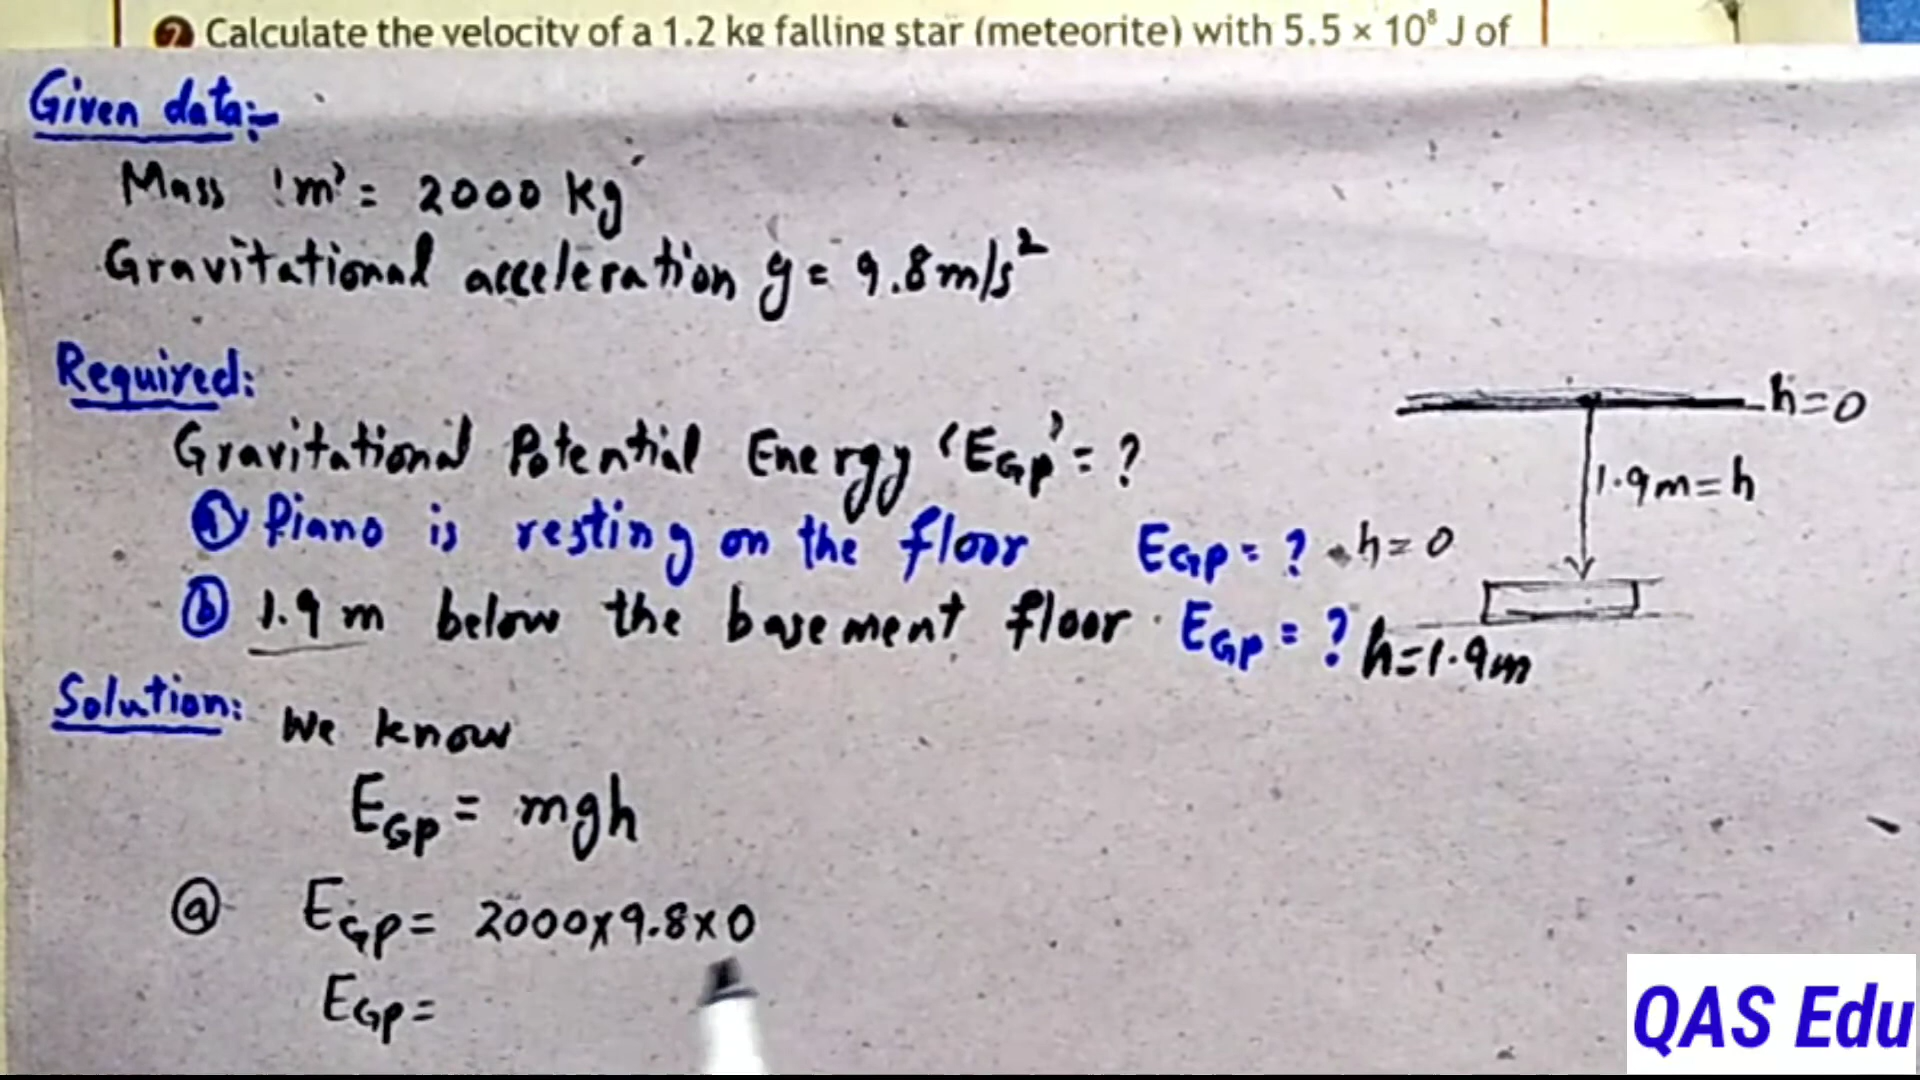 2 Calculate the velocity of a 1.2 kg falling star (meteorite) with 5.5 × 10⁸ J of
Given data:-
Mass 'm' = 2000 kg
Gravitational acceleration g = 9.8 m/s²
Required:
Gravitational Potential Energy 'EGP' = ?
ⓐ Piano is resting on the floor EGP = ? h = 0
ⓑ 1.9 m below the basement floor. EGP = ? h = 1.9m
h = 0
1.9m = h
Solution: We know
EGP = mgh
ⓐ EGP = 2000 x 9.8 x 0
EGP =
QAS Edu